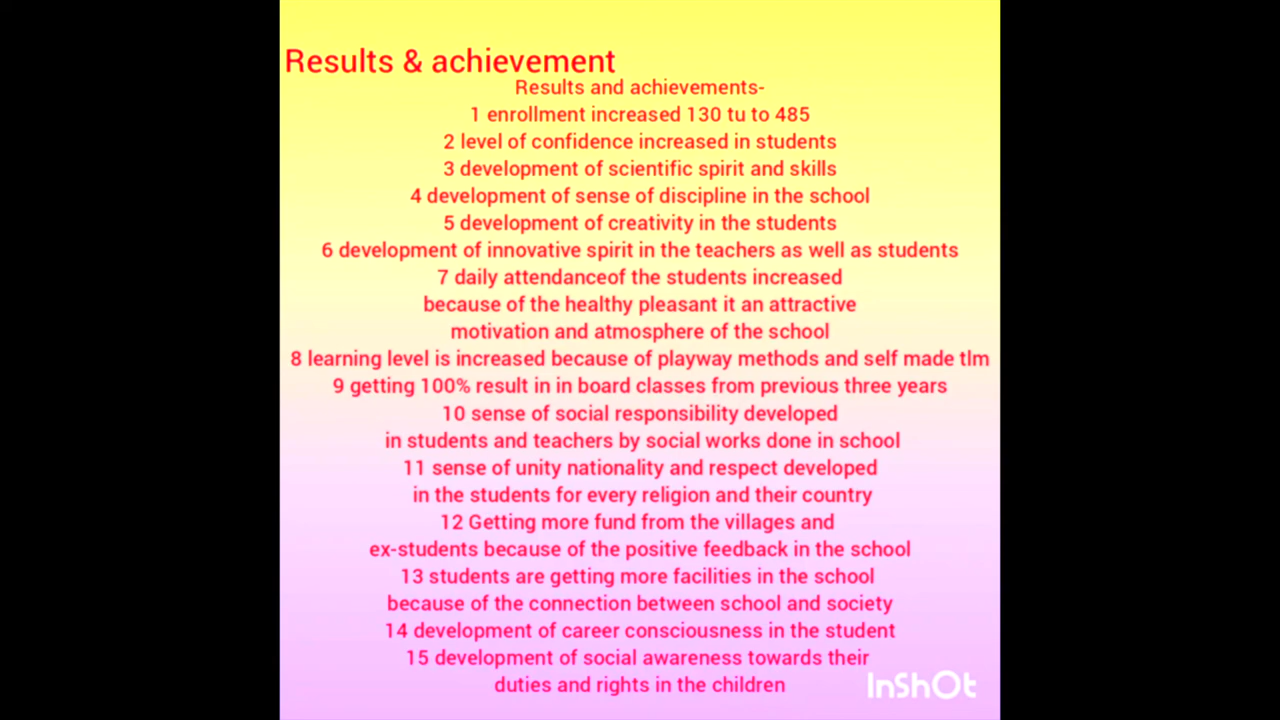 Results & achievement
Results and achievements-
1 enrollment increased 130 tu to 485
2 level of confidence increased in students
3 development of scientific spirit and skills
4 development of sense of discipline in the school
5 development of creativity in the students
6 development of innovative spirit in the teachers as well as students
7 daily attendanceof the students increased
because of the healthy pleasant it an attractive
motivation and atmosphere of the school
8 learning level is increased because of playway methods and self made tlm
9 getting 100% result in in board classes from previous three years
10 sense of social responsibility developed
in students and teachers by social works done in school
11 sense of unity nationality and respect developed
in the students for every religion and their country
12 Getting more fund from the villages and
ex-students because of the positive feedback in the school
13 students are getting more facilities in the school
because of the connection between school and society
14 development of career consciousness in the student
15 development of social awareness towards their
duties and rights in the children
InShOt